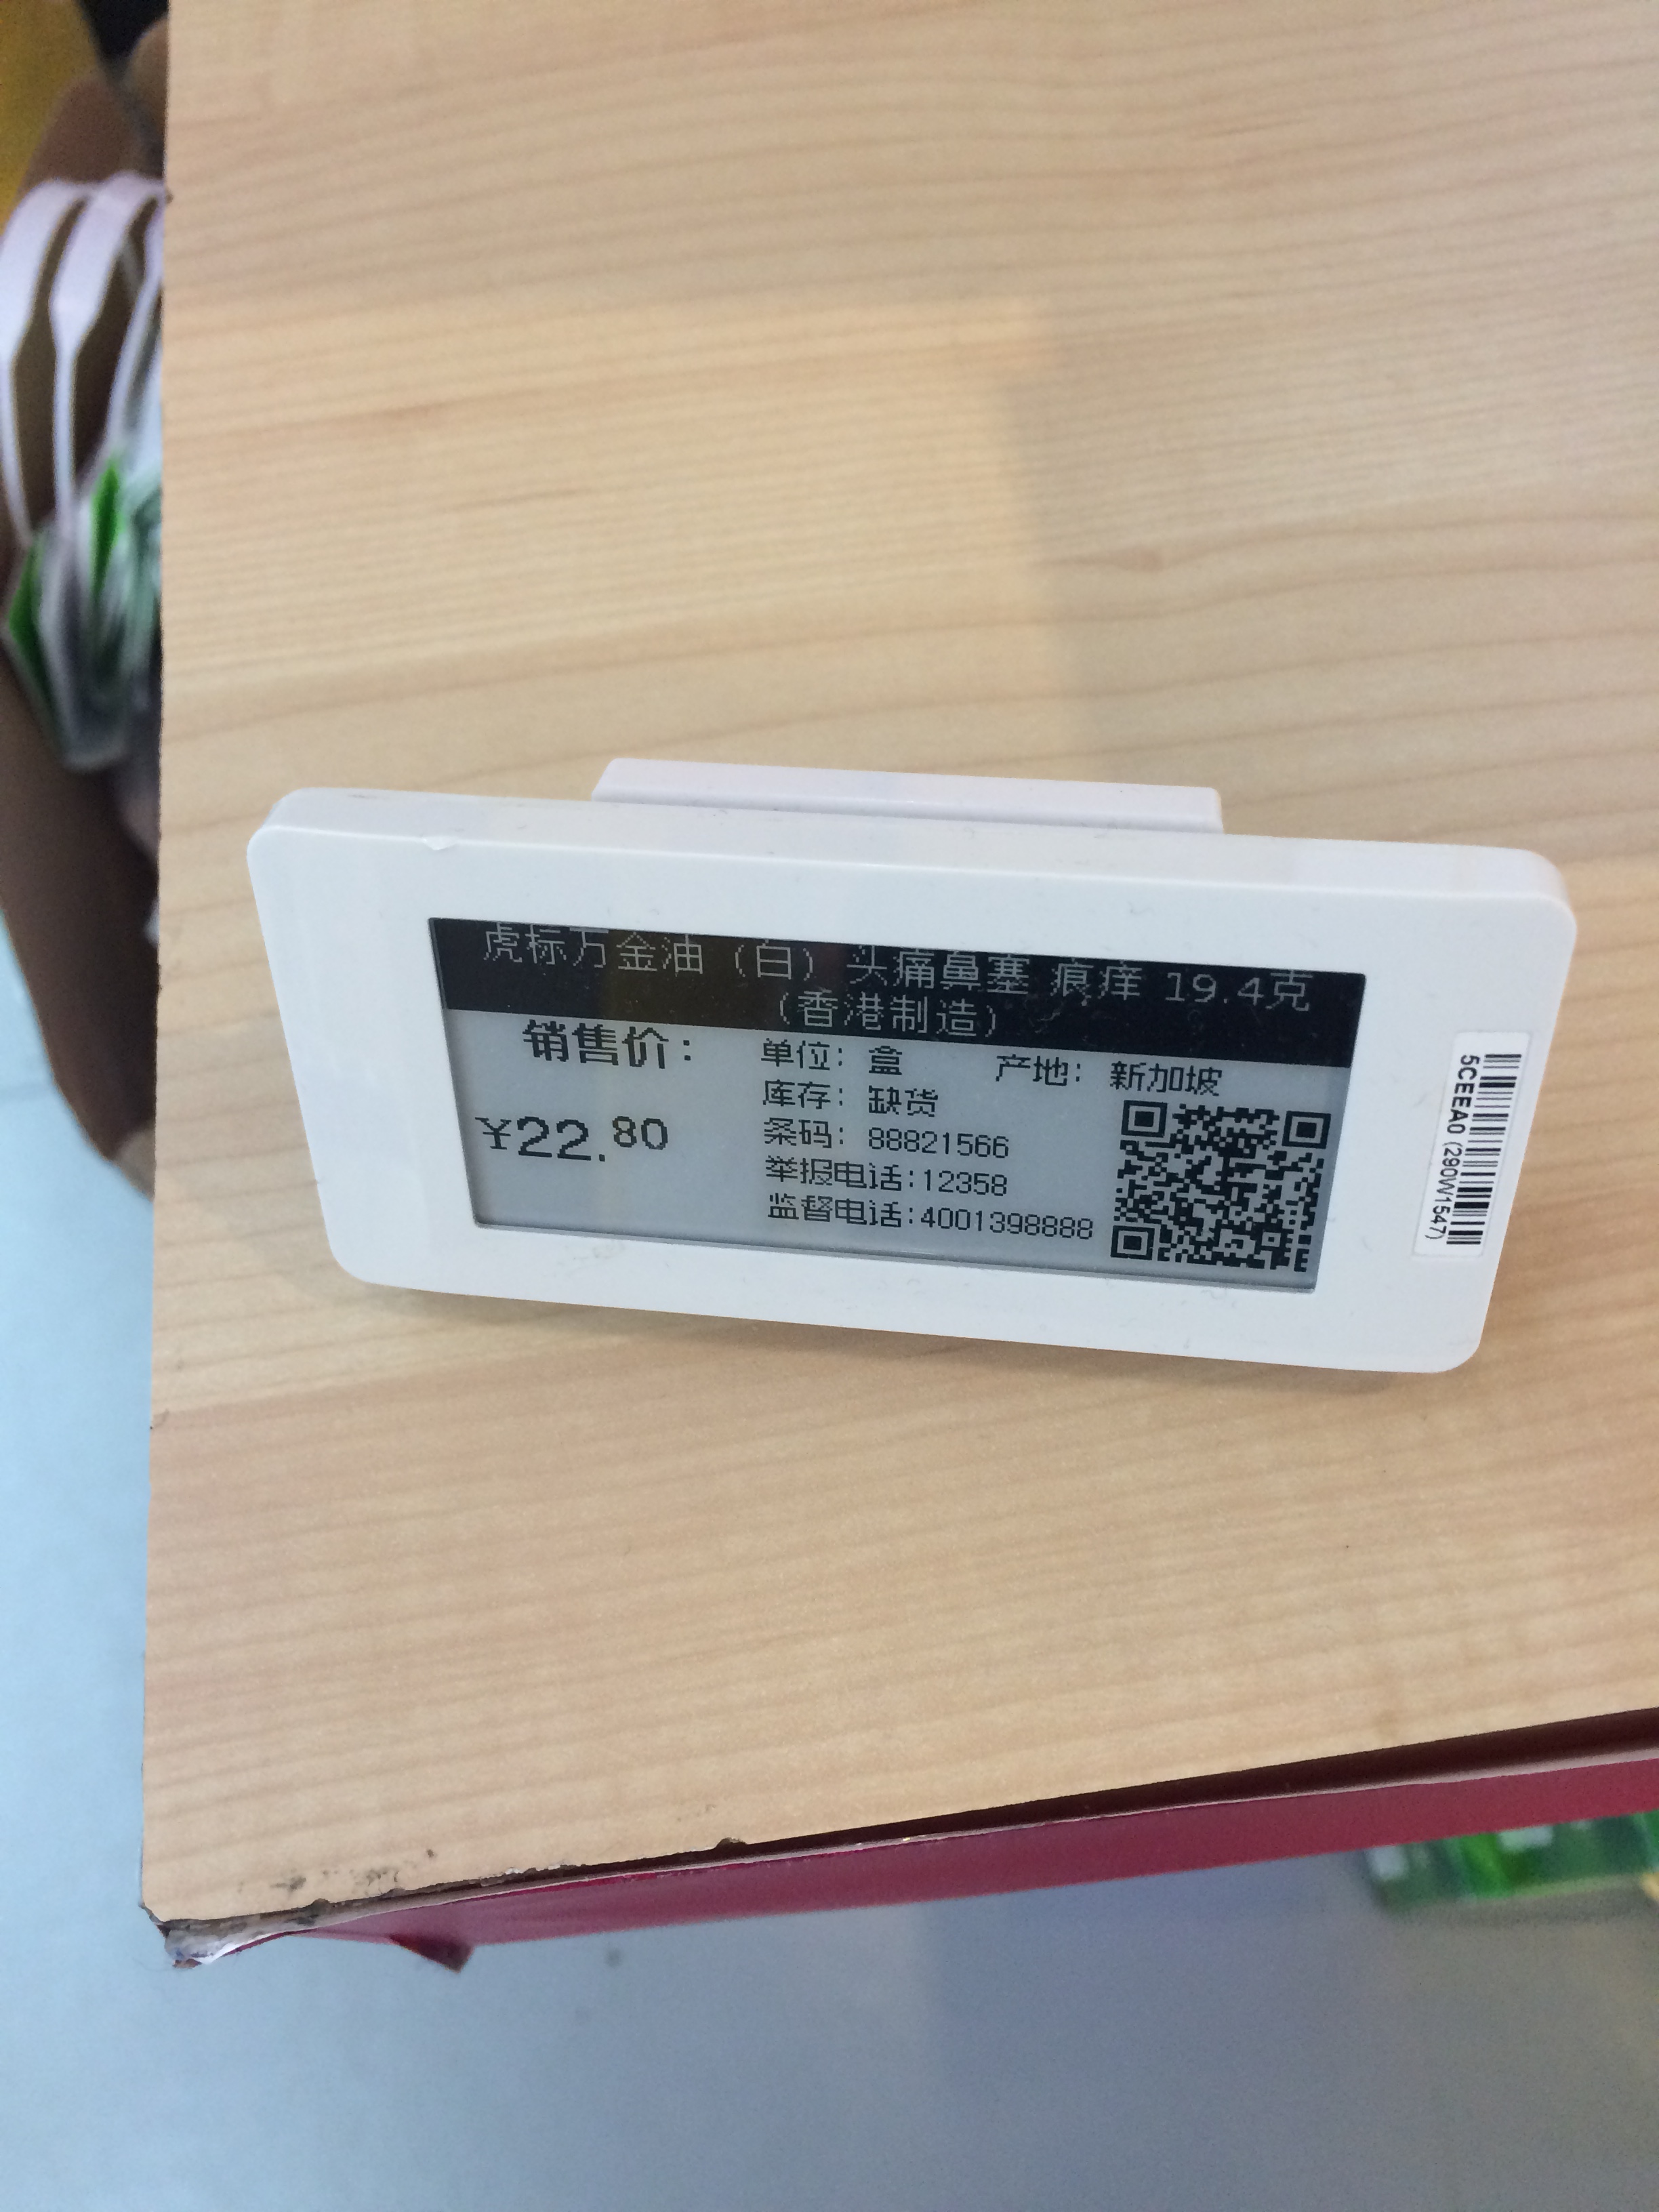 虎标万金油（白）头痛鼻塞 痕痒 19.4克
（香港制造）
销售价：
¥22.80
单位：盒 产地：新加坡
库存：缺货
条码：88821566
举报电话:12358
监督电话:4001398888
5CEEA0 (290W1547)